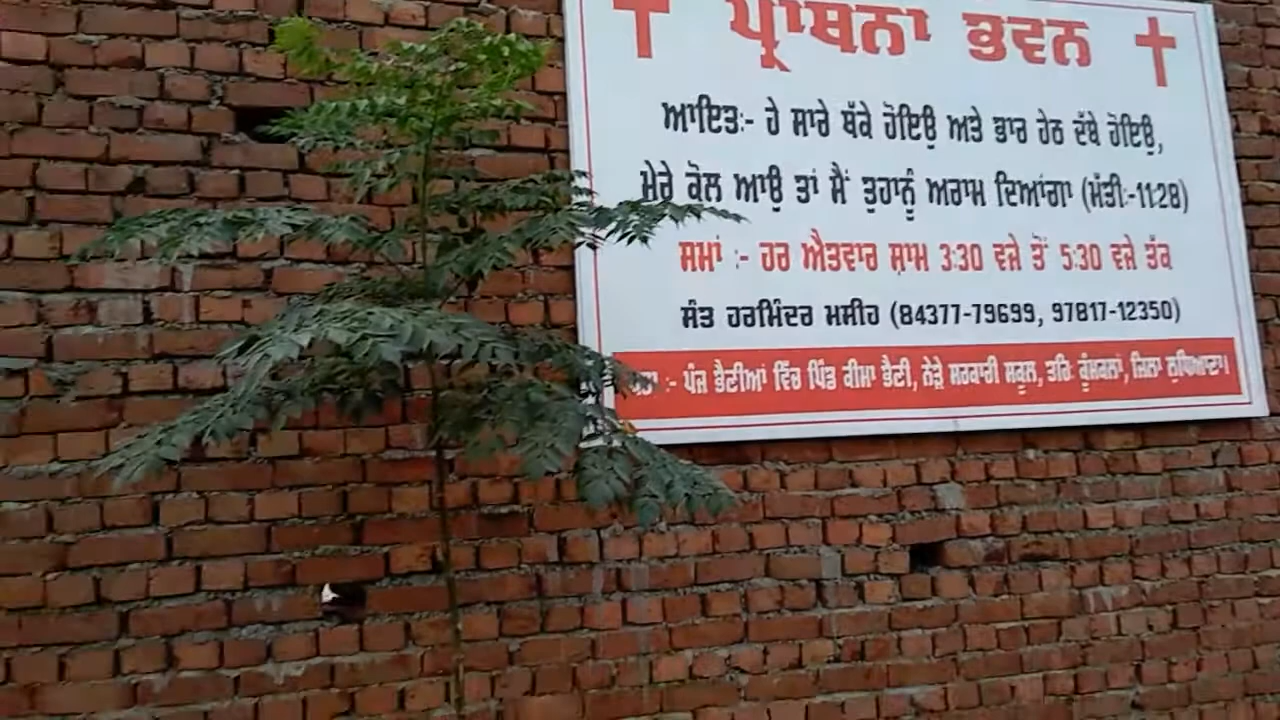 ਪ੍ਰਾਥਨਾ ਭਵਨ
ਆਇਤ:- ਹੇ ਸਾਰੇ ਥੱਕੇ ਹੋਇਉ ਅਤੇ ਭਾਰ ਹੇਠ ਦੱਬੇ ਹੋਇਉ,
ਮੇਰੇ ਕੋਲ ਆਉ ਤਾਂ ਮੈਂ ਤੁਹਾਨੂੰ ਅਰਾਮ ਦਿਆਂਗਾ (ਮੱਤੀ:-11:28)
ਸਮਾਂ :- ਹਰ ਐਤਵਾਰ ਸ਼ਾਮ 3:30 ਵਜੇ ਤੋਂ 5:30 ਵਜੇ ਤੱਕ
ਸੰਤ ਹਰਮਿੰਦਰ ਮਸੀਹ (84377-79699, 97817-12350)
:- ਪੰਜ ਭੈਣੀਆਂ ਵਿੱਚ ਪਿੰਡ ਕੀਮਾ ਭੈਣੀ, ਨੇੜੇ ਸਰਕਾਰੀ ਸਕੂਲ, ਤਹਿ: ਕੂੰਮਕਲਾਂ, ਜਿਲਾ ਲੁਧਿਆਣਾ।